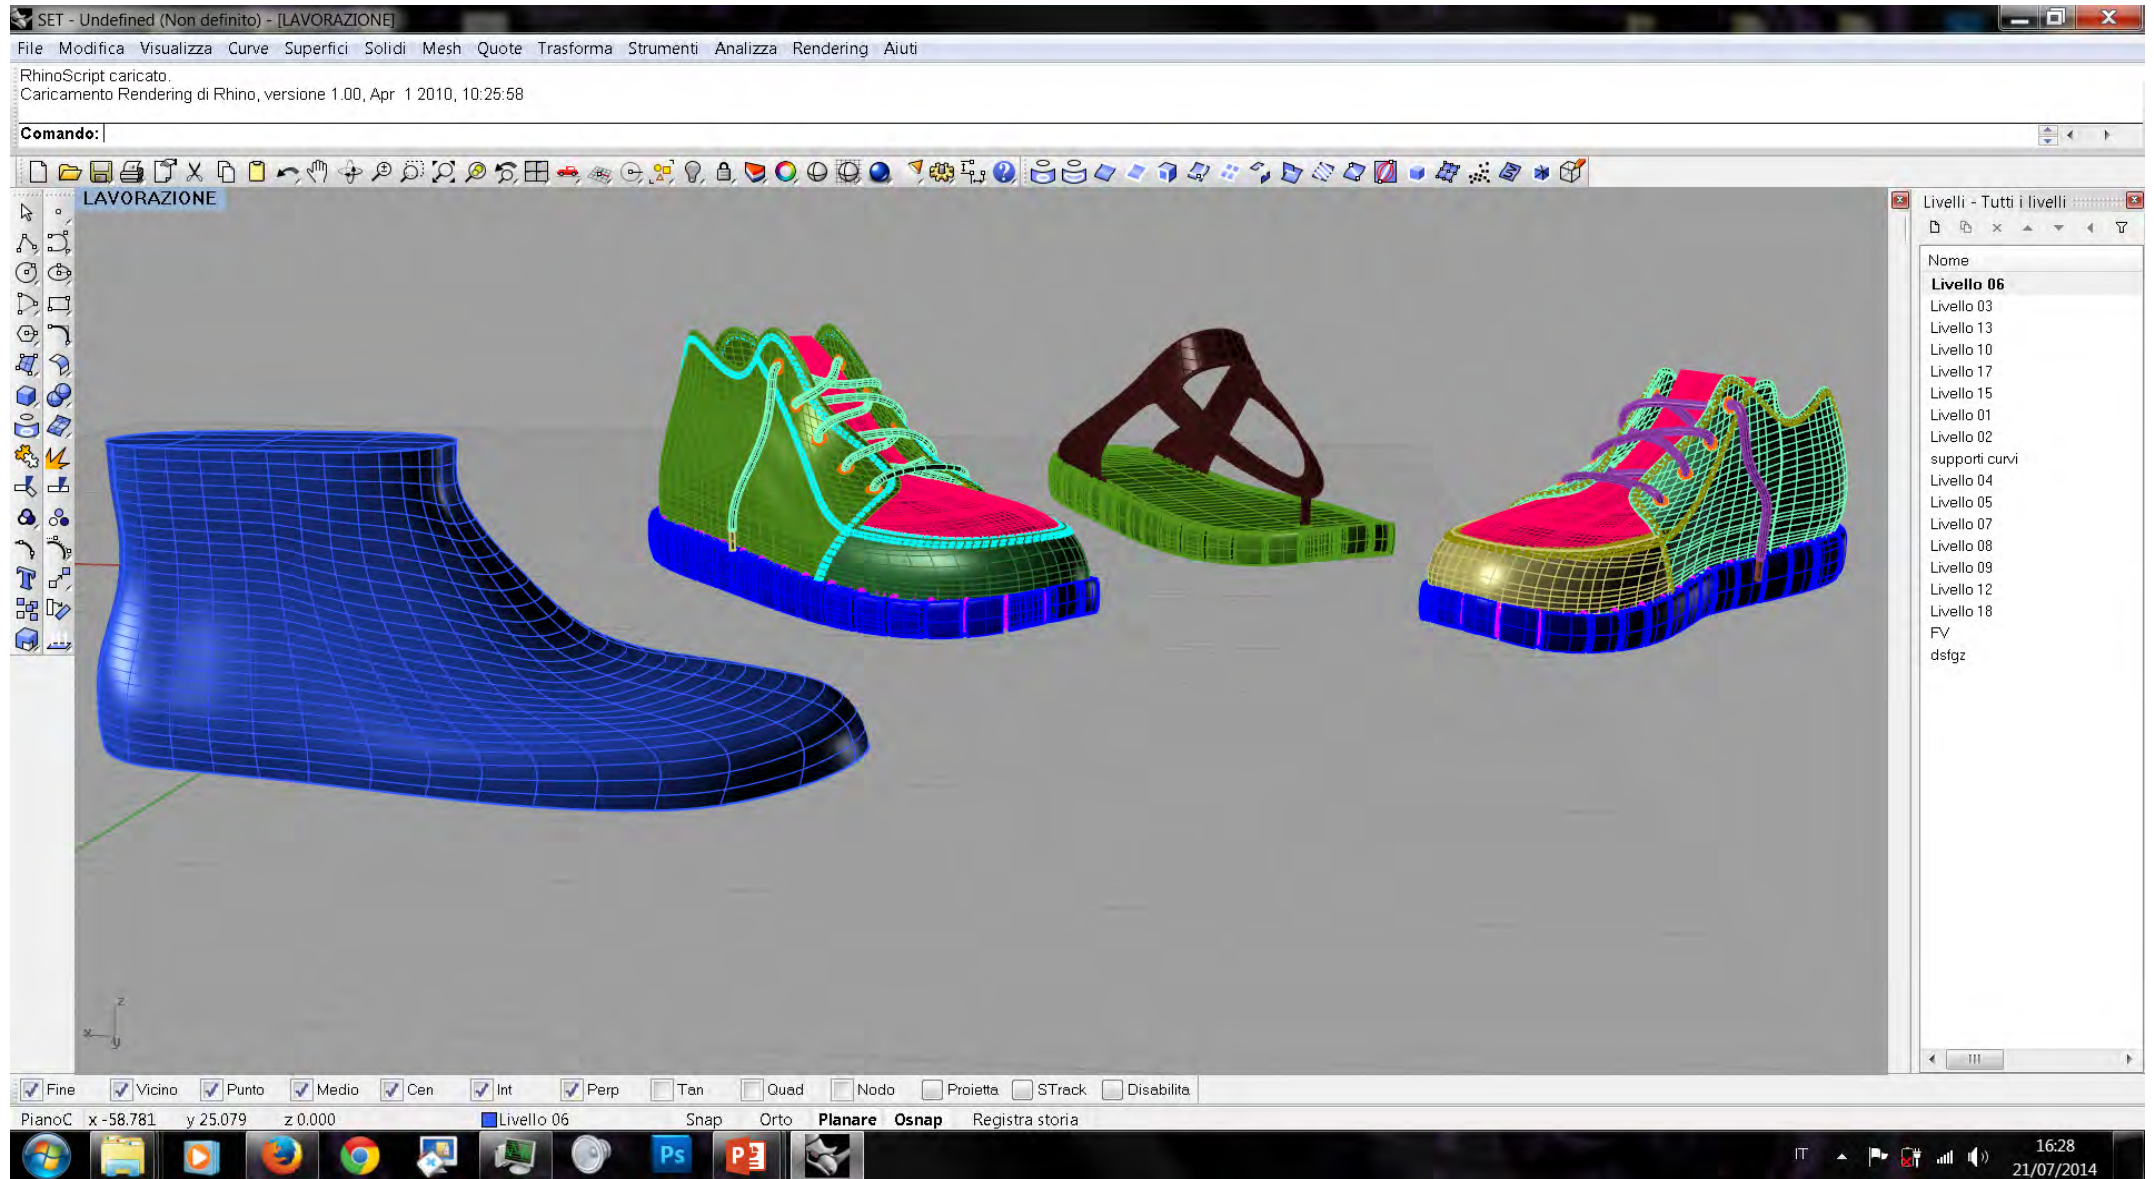 SET - Undefined (Non definito) - [LAVORAZIONE]
File Modifica Visualizza Curve Superfici Solidi Mesh Quote Trasforma Strumenti Analizza Rendering Aiuti
RhinoScript caricato.
Caricamento Rendering di Rhino, versione 1.00, Apr 1 2010, 10:25:58
Comando:
LAVORAZIONE
Livelli - Tutti i livelli
Nome
Livello 06
Livello 03
Livello 13
Livello 10
Livello 17
Livello 15
Livello 01
Livello 02
supporti curvi
Livello 04
Livello 05
Livello 07
Livello 08
Livello 09
Livello 12
Livello 18
FV
dsfgz
z
x
y
Fine Vicino Punto Medio Cen Int Perp Tan Quad Nodo Proietta STrack Disabilita
PianoC x -58.781 y 25.079 z 0.000 Livello 06 Snap Orto Planare Osnap Registra storia
Ps
P
IT
16:28
21/07/2014